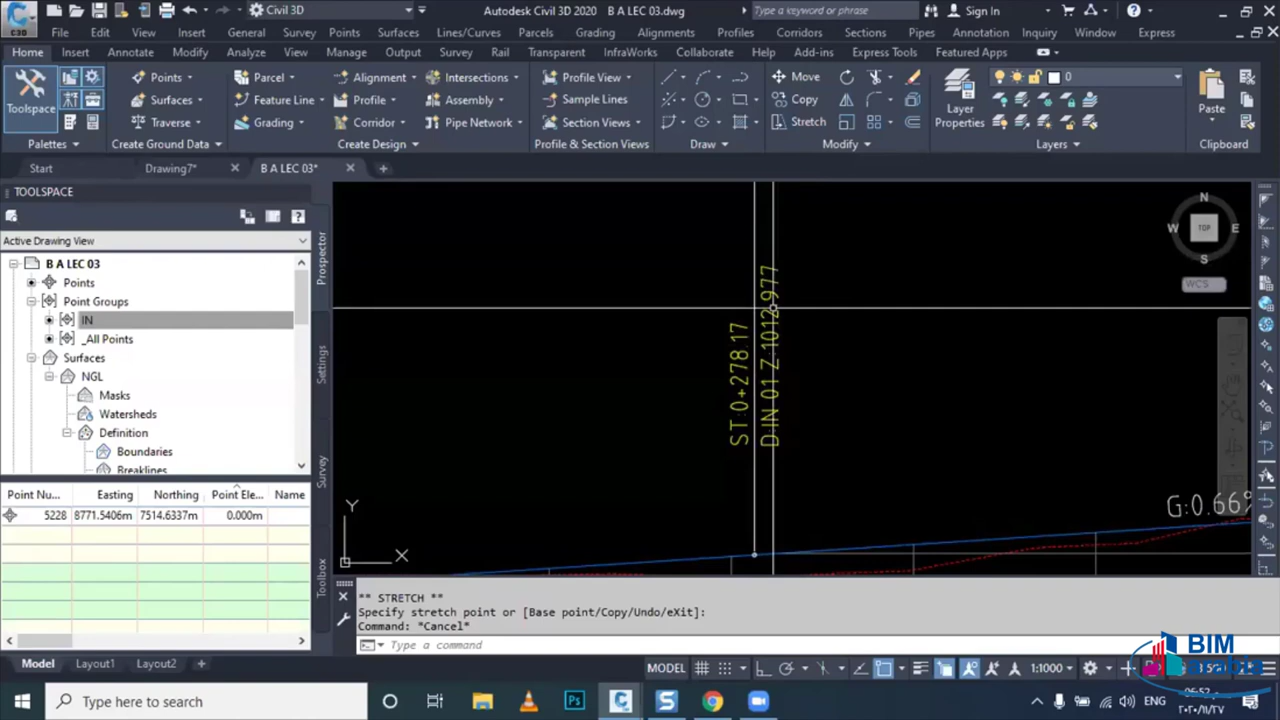 Civil 3D
Autodesk Civil 3D 2020 B A LEC 03.dwg
Type a keyword or phrase
Sign In
File Edit View Insert General Survey Points Surfaces Lines/Curves Parcels Grading Alignments Profiles Corridors Sections Pipes Annotation Inquiry Window Express
Home Insert Annotate Modify Analyze View Manage Output Survey Rail Transparent InfraWorks Collaborate Help Add-ins Express Tools Featured Apps
Toolspace
Points
Surfaces
Traverse
Parcel
Feature Line
Grading
Alignment
Profile
Corridor
Intersections
Assembly
Pipe Network
Profile View
Sample Lines
Section Views
Move
Copy
Stretch
Layer Properties
0
Paste
Palettes
Create Ground Data
Create Design
Profile & Section Views
Draw
Modify
Layers
Clipboard
Start
Drawing7*
B A LEC 03*
TOOLSPACE
Active Drawing View
B A LEC 03
Points
Point Groups
IN
_All Points
Surfaces
NGL
Masks
Watersheds
Definition
Boundaries
Breaklines
Prospector
Settings
Survey
Toolbox
Point Nu... Easting Northing Point Ele... Name
5228 8771.5406m 7514.6337m 0.000m
ST:0+278.17
D:IN 01 Z:1012.977
G:0.66%
N
W TOP E
S
WCS
Y
X
** STRETCH **
Specify stretch point or [Base point/Copy/Undo/eXit]:
Command: *Cancel*
Type a command
Model Layout1 Layout2
MODEL
1:1000
BIM
arabia
Type here to search
Ps
ENG
٢٠٢٠/١١/٢٧